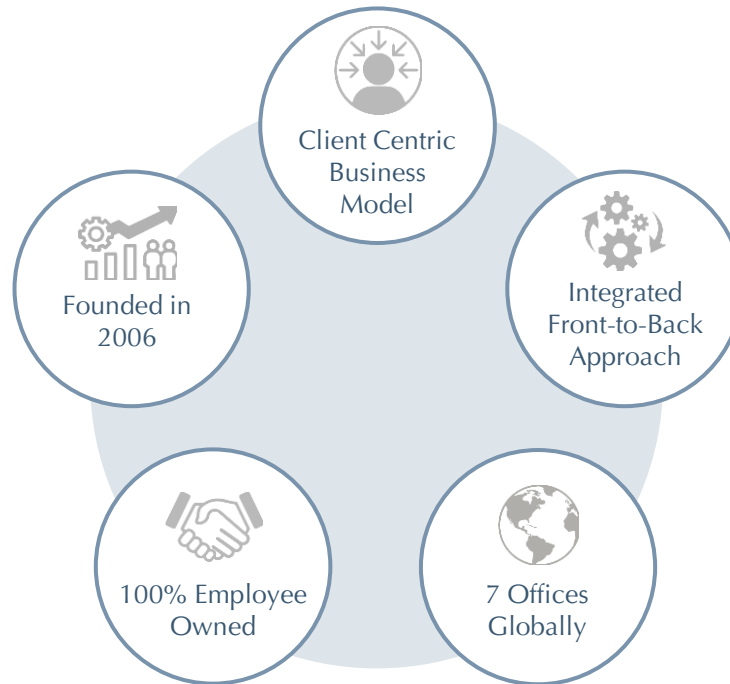 Client Centric
Business
Model
Founded in
2006
Integrated
Front-to-Back
Approach
100% Employee
Owned
7 Offices
Globally